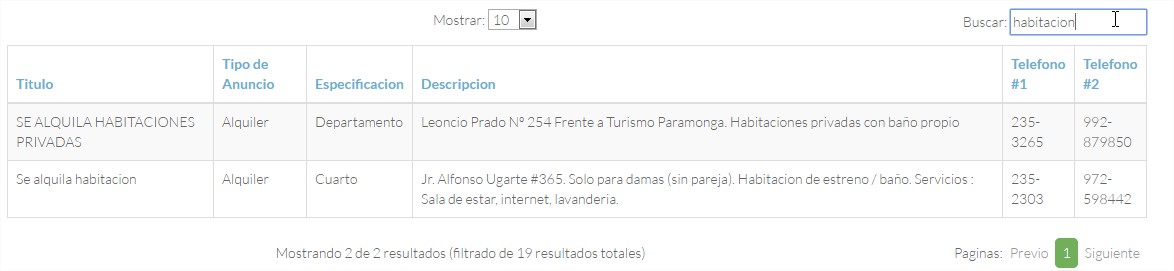 Mostrar: 10
Buscar: habitacion
Titulo
Tipo de
Anuncio
Especificacion
Descripcion
Telefono
#1
Telefono
#2
SE ALQUILA HABITACIONES
PRIVADAS
Alquiler
Departamento
Leoncio Prado Nº 254 Frente a Turismo Paramonga. Habitaciones privadas con baño propio
235-
3265
992-
879850
Se alquila habitacion
Alquiler
Cuarto
Jr. Alfonso Ugarte #365. Solo para damas (sin pareja). Habitacion de estreno / baño. Servicios :
Sala de estar, internet, lavanderia.
235-
2303
972-
598442
Mostrando 2 de 2 resultados (filtrado de 19 resultados totales)
Paginas: Previo 1 Siguiente